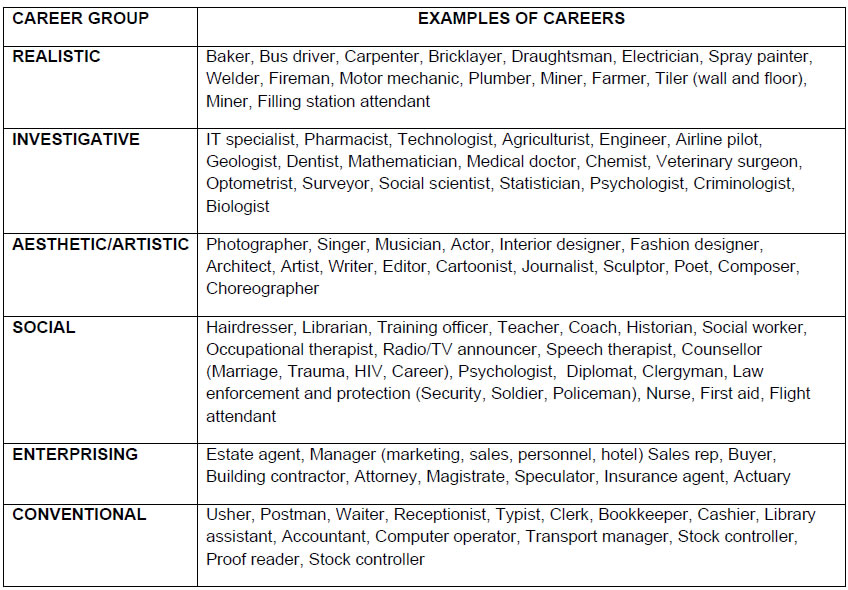 CAREER GROUP EXAMPLES OF CAREERS
REALISTIC Baker, Bus driver, Carpenter, Bricklayer, Draughtsman, Electrician, Spray painter,
Welder, Fireman, Motor mechanic, Plumber, Miner, Farmer, Tiler (wall and floor),
Miner, Filling station attendant
INVESTIGATIVE IT specialist, Pharmacist, Technologist, Agriculturist, Engineer, Airline pilot,
Geologist, Dentist, Mathematician, Medical doctor, Chemist, Veterinary surgeon,
Optometrist, Surveyor, Social scientist, Statistician, Psychologist, Criminologist,
Biologist
AESTHETIC/ARTISTIC Photographer, Singer, Musician, Actor, Interior designer, Fashion designer,
Architect, Artist, Writer, Editor, Cartoonist, Journalist, Sculptor, Poet, Composer,
Choreographer
SOCIAL Hairdresser, Librarian, Training officer, Teacher, Coach, Historian, Social worker,
Occupational therapist, Radio/TV announcer, Speech therapist, Counsellor
(Marriage, Trauma, HIV, Career), Psychologist, Diplomat, Clergyman, Law
enforcement and protection (Security, Soldier, Policeman), Nurse, First aid, Flight
attendant
ENTERPRISING Estate agent, Manager (marketing, sales, personnel, hotel) Sales rep, Buyer,
Building contractor, Attorney, Magistrate, Speculator, Insurance agent, Actuary
CONVENTIONAL Usher, Postman, Waiter, Receptionist, Typist, Clerk, Bookkeeper, Cashier, Library
assistant, Accountant, Computer operator, Transport manager, Stock controller,
Proof reader, Stock controller